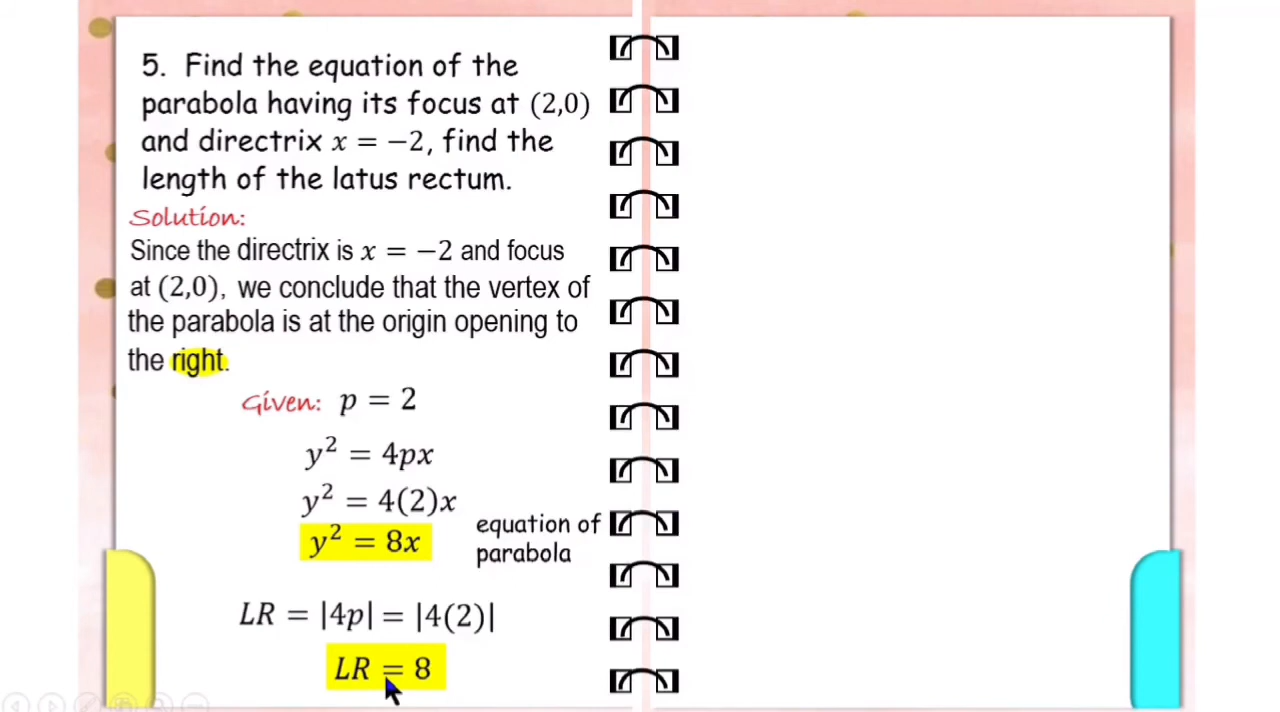 5. Find the equation of the
parabola having its focus at (2,0)
and directrix x = −2, find the
length of the latus rectum.
Solution:
Since the directrix is x = −2 and focus
at (2,0), we conclude that the vertex of
the parabola is at the origin opening to
the right.
Given: p = 2
y² = 4px
y² = 4(2)x
y² = 8x
equation of
parabola
LR = |4p| = |4(2)|
LR = 8